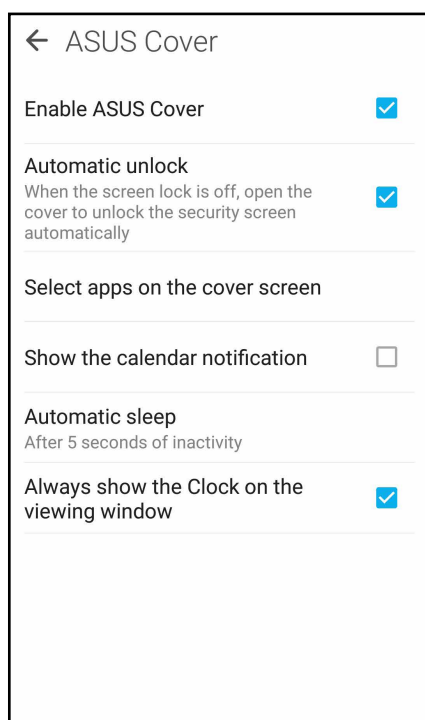 ASUS Cover
Enable ASUS Cover
Automatic unlock
When the screen lock is off, open the
cover to unlock the security screen
automatically
Select apps on the cover screen
Show the calendar notification
Automatic sleep
After 5 seconds of inactivity
Always show the Clock on the
viewing window